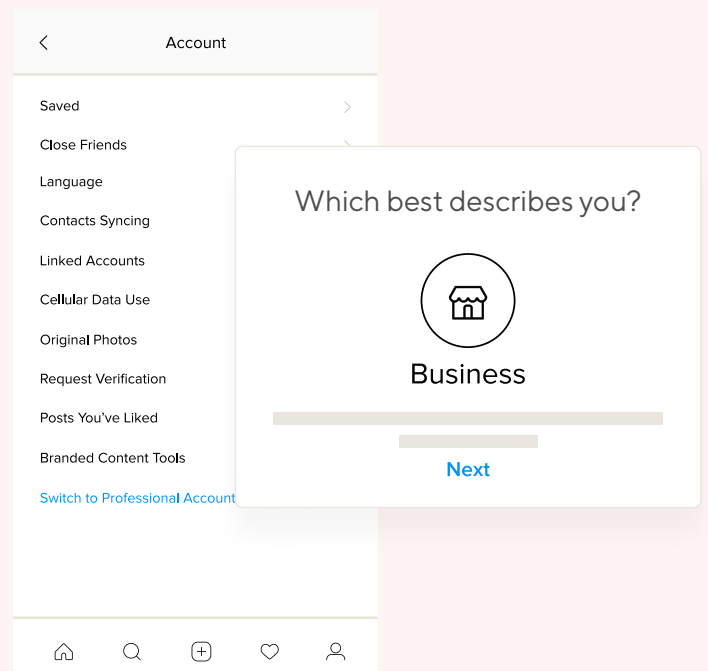 Account
Saved
Close Friends
Language
Contacts Syncing
Linked Accounts
Cellular Data Use
Original Photos
Request Verification
Posts You’ve Liked
Branded Content Tools
Switch to Professional Account
Which best describes you?
Business
Next